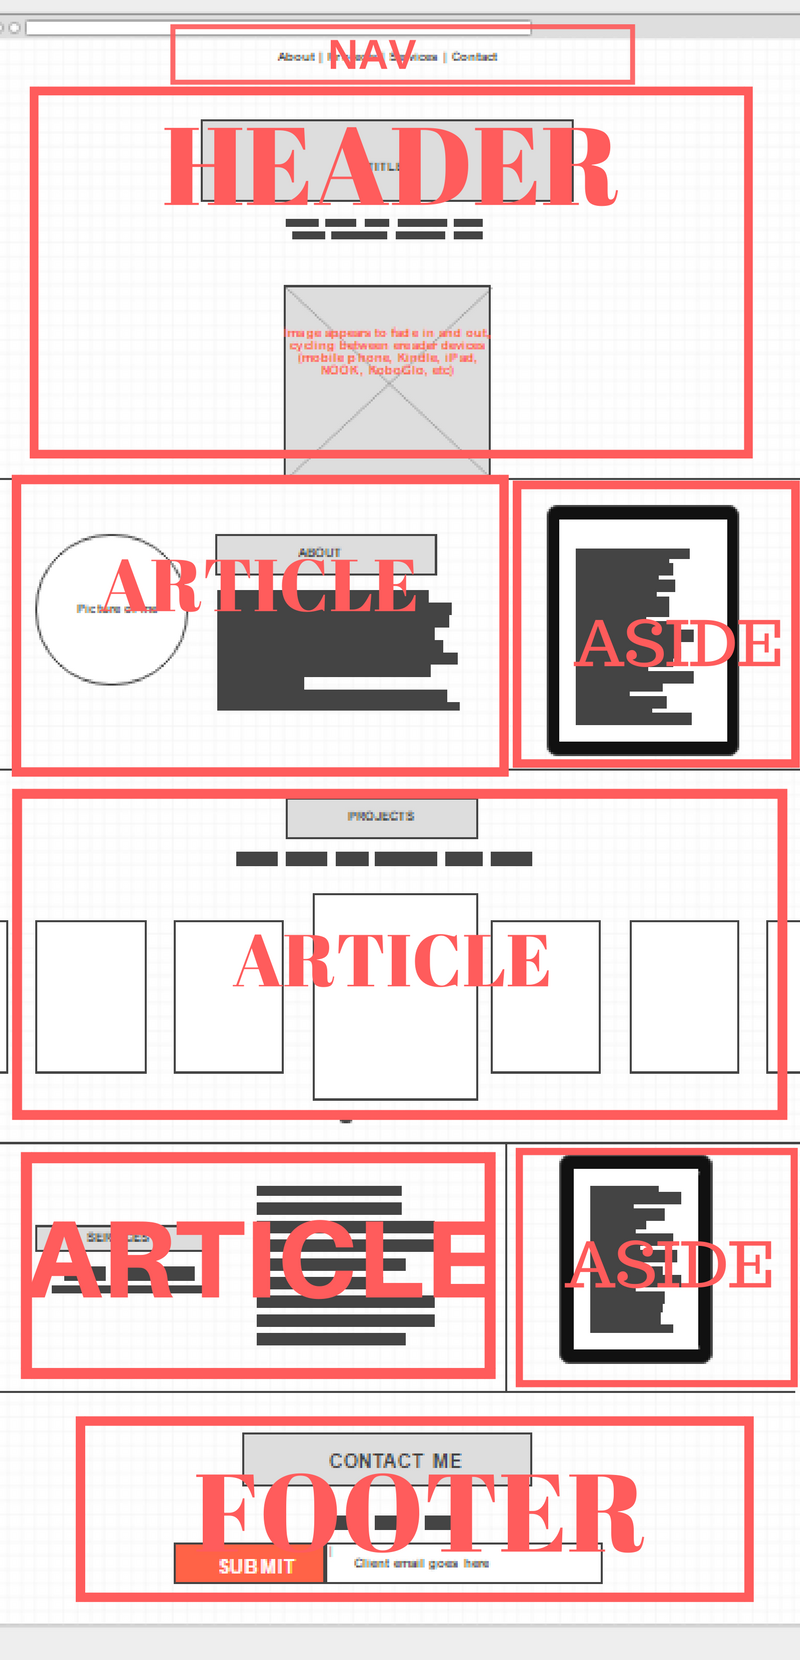 NAV
About | Projects | Services | Contact
HEADER
TITLE
Image appears to fade in and out,
cycling between ereader devices
(mobile phone, Kindle, iPad,
NOOK, KoboGlo, etc)
ABOUT
ARTICLE
Picture of me
ASIDE
PROJECTS
ARTICLE
SERVICES
ARTICLE
ASIDE
CONTACT ME
FOOTER
SUBMIT
Client email goes here